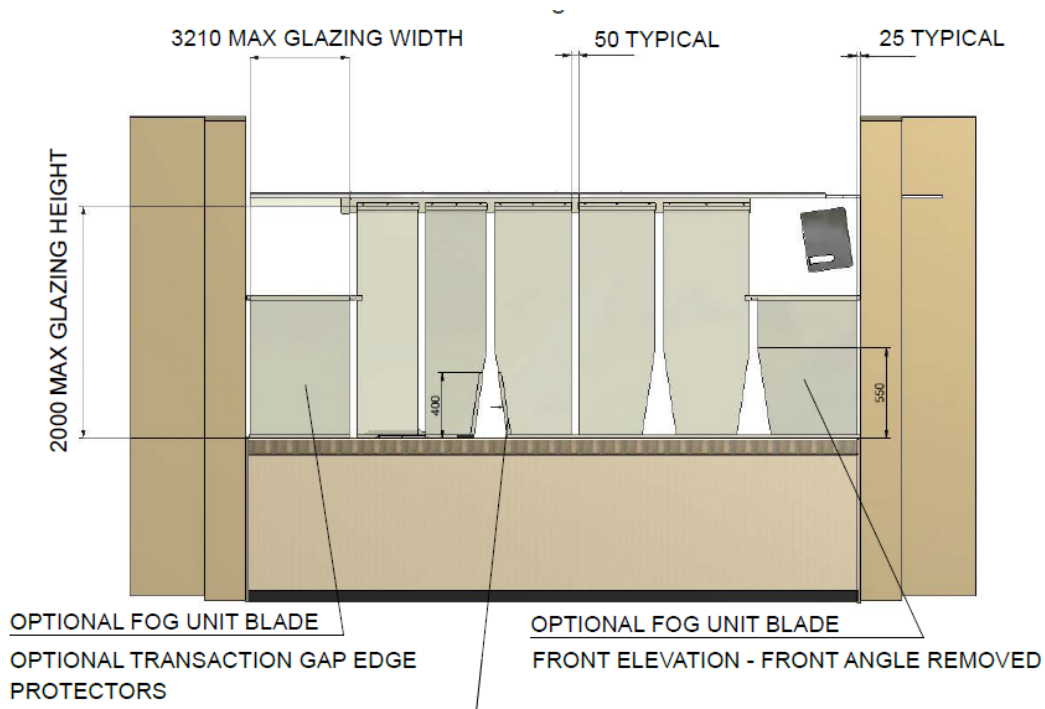 3210 MAX GLAZING WIDTH
50 TYPICAL
25 TYPICAL
2000 MAX GLAZING HEIGHT
400
550
OPTIONAL FOG UNIT BLADE
OPTIONAL TRANSACTION GAP EDGE
PROTECTORS
OPTIONAL FOG UNIT BLADE
FRONT ELEVATION - FRONT ANGLE REMOVED